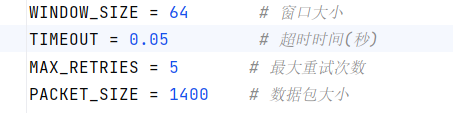 WINDOW_SIZE = 64 # 窗口大小
TIMEOUT = 0.05 # 超时时间(秒)
MAX_RETRIES = 5 # 最大重试次数
PACKET_SIZE = 1400 # 数据包大小